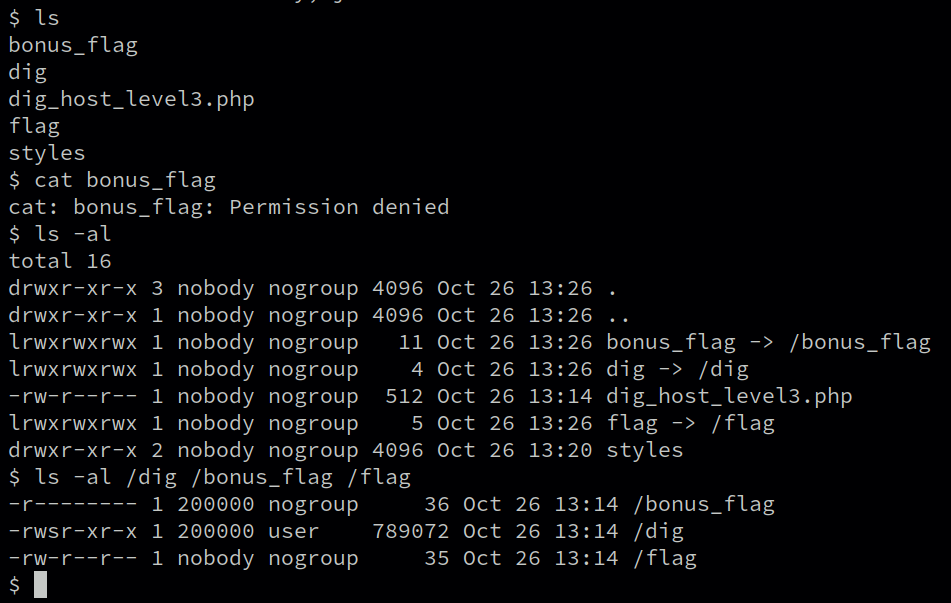 $ ls
bonus_flag
dig
dig_host_level3.php
flag
styles
$ cat bonus_flag
cat: bonus_flag: Permission denied
$ ls -al
total 16
drwxr-xr-x 3 nobody nogroup 4096 Oct 26 13:26 .
drwxr-xr-x 1 nobody nogroup 4096 Oct 26 13:26 ..
lrwxrwxrwx 1 nobody nogroup   11 Oct 26 13:26 bonus_flag -> /bonus_flag
lrwxrwxrwx 1 nobody nogroup    4 Oct 26 13:26 dig -> /dig
-rw-r--r-- 1 nobody nogroup  512 Oct 26 13:14 dig_host_level3.php
lrwxrwxrwx 1 nobody nogroup    5 Oct 26 13:26 flag -> /flag
drwxr-xr-x 2 nobody nogroup 4096 Oct 26 13:20 styles
$ ls -al /dig /bonus_flag /flag
-r-------- 1 200000 nogroup     36 Oct 26 13:14 /bonus_flag
-rwsr-xr-x 1 200000 user    789072 Oct 26 13:14 /dig
-rw-r--r-- 1 nobody nogroup     35 Oct 26 13:14 /flag
$